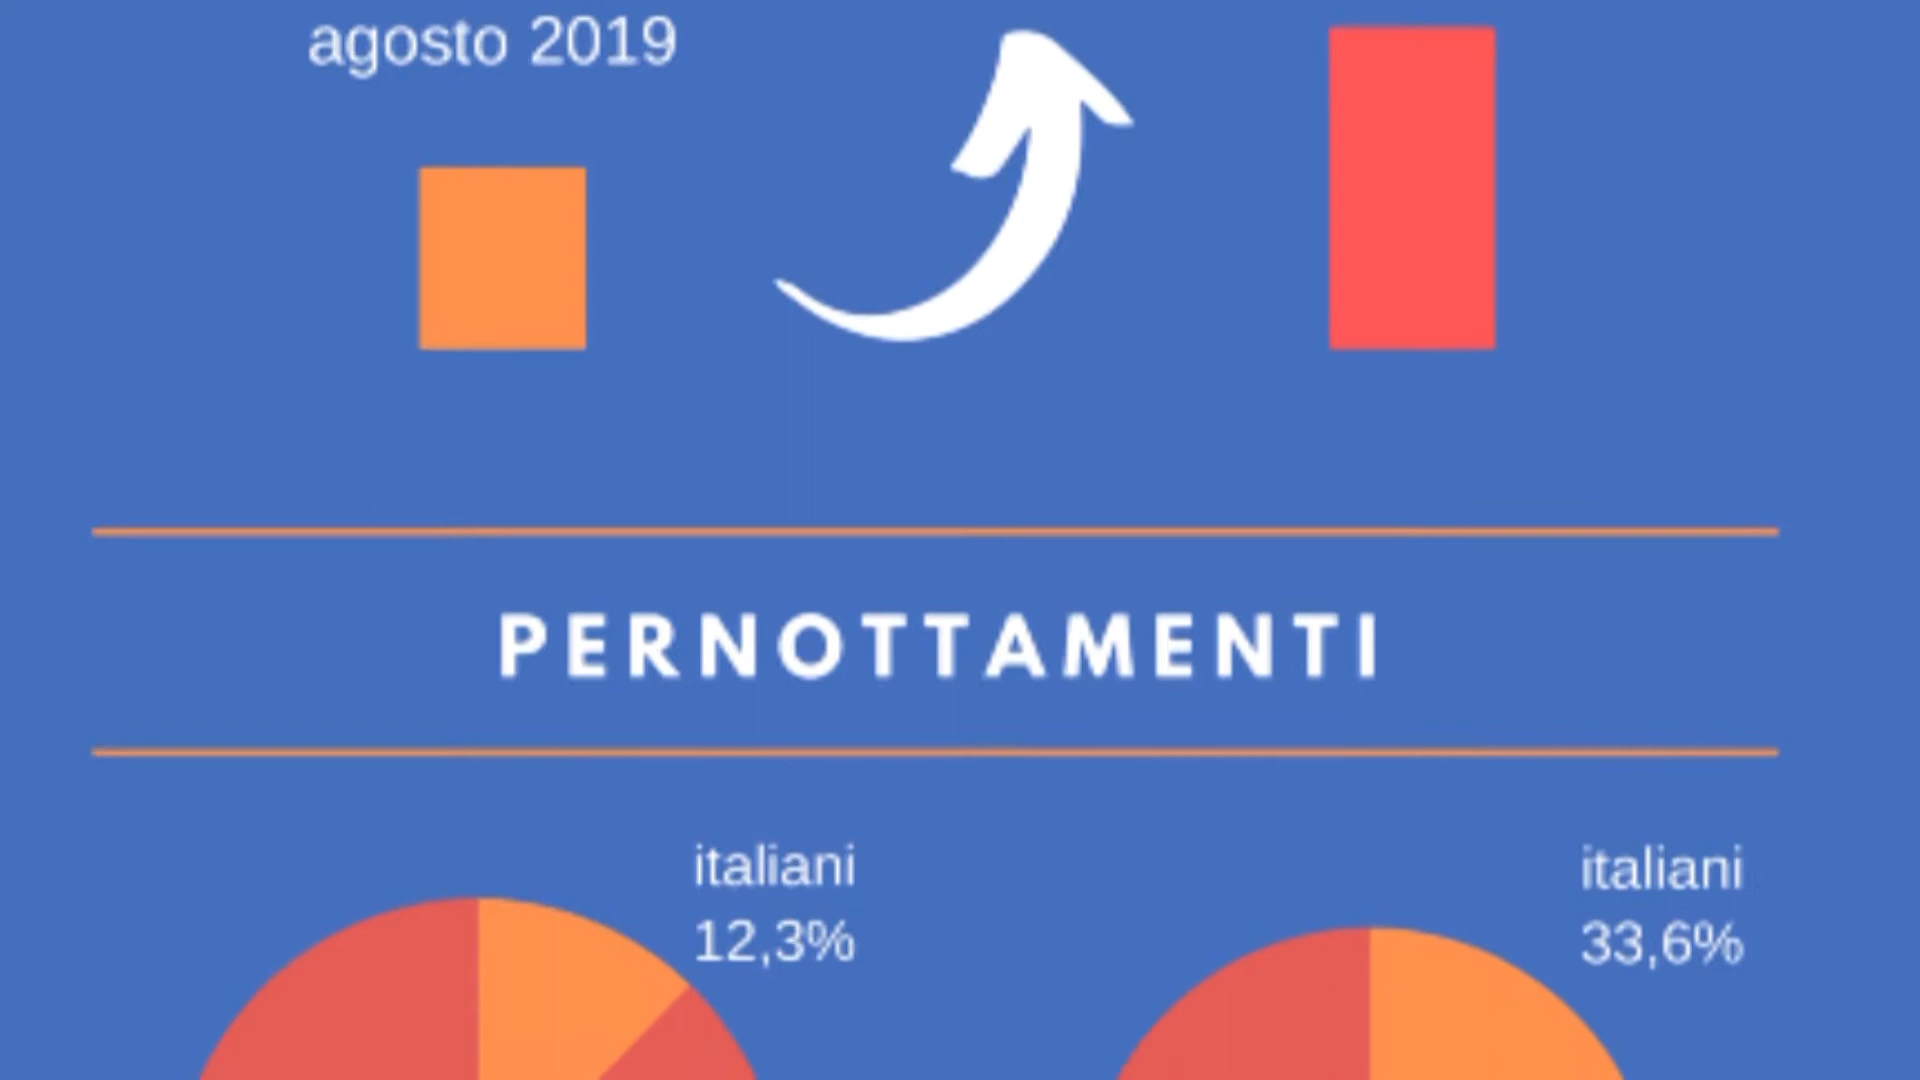 agosto 2019
PERNOTTAMENTI
italiani
12,3%
italiani
33,6%